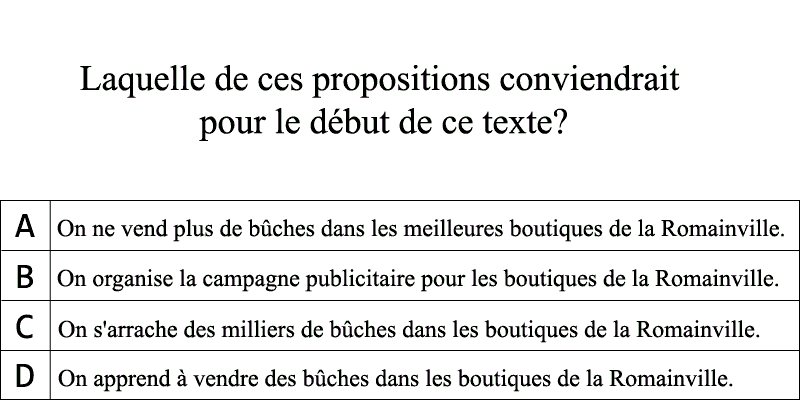 Laquelle de ces propositions conviendrait
pour le début de ce texte?
A On ne vend plus de bûches dans les meilleures boutiques de la Romainville.
B On organise la campagne publicitaire pour les boutiques de la Romainville.
C On s'arrache des milliers de bûches dans les boutiques de la Romainville.
D On apprend à vendre des bûches dans les boutiques de la Romainville.